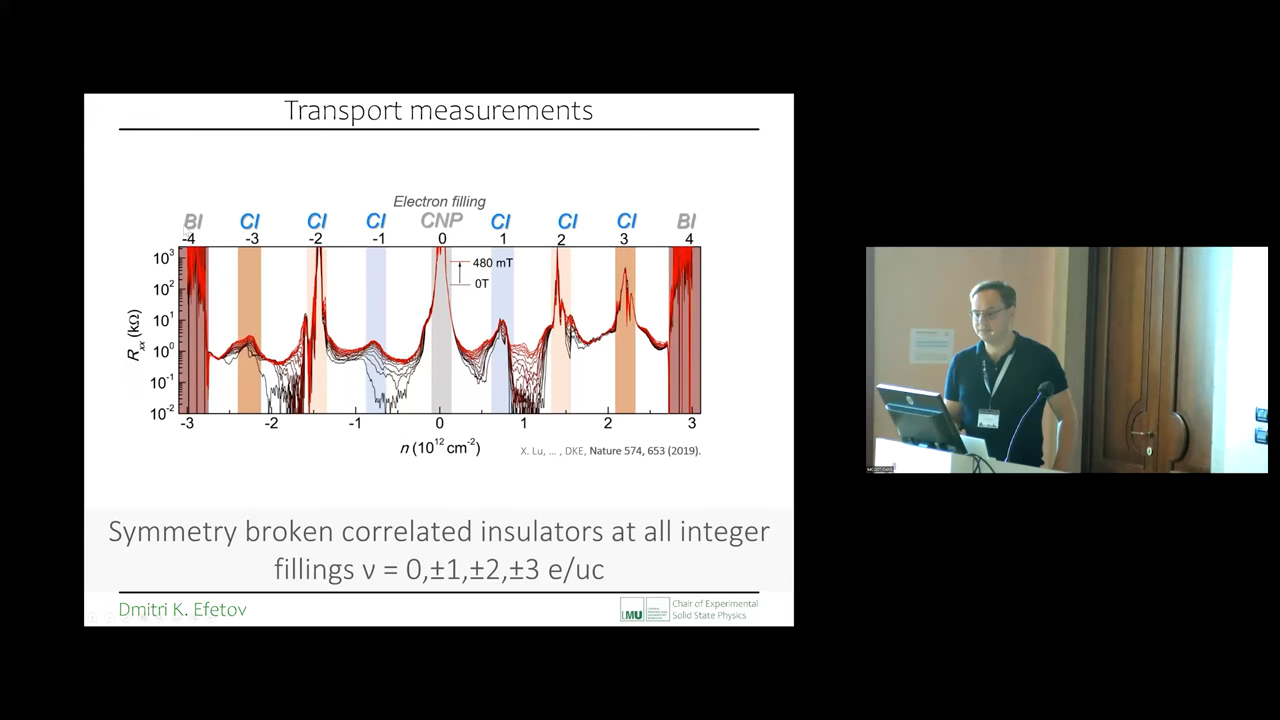 Transport measurements
Electron filling
BI CI CI CI CNP CI CI CI BI
-4 -3 -2 -1 0 1 2 3 4
480 mT
0T
10³
10²
10¹
10⁰
10⁻¹
10⁻²
Rxx (kΩ)
-3 -2 -1 0 1 2 3
n (10¹² cm⁻²)
X. Lu, ... , DKE, Nature 574, 653 (2019).
Symmetry broken correlated insulators at all integer
fillings ν = 0,±1,±2,±3 e/uc
Dmitri K. Efetov
LMU
Chair of Experimental
Solid State Physics